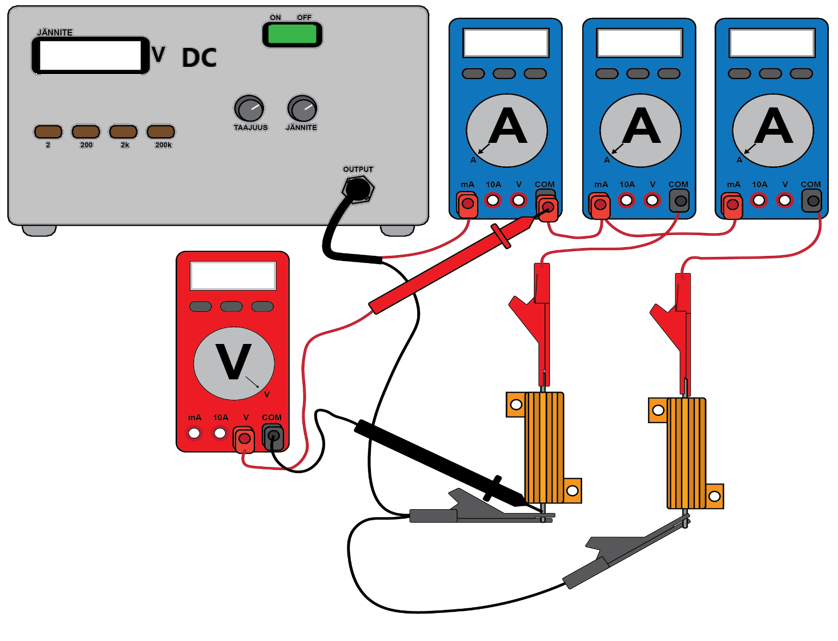 JÄNNITE
V DC
ON OFF
TAAJUUS JÄNNITE
2 200 2k 200k
OUTPUT
A
A
mA 10A V COM
A
A
mA 10A V COM
A
A
mA 10A V COM
V
V
mA 10A V COM